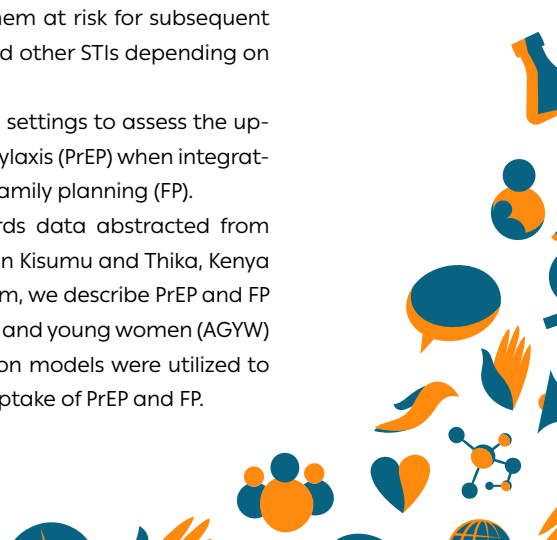 em at risk for subsequent
d other STIs depending on
settings to assess the up-
ylaxis (PrEP) when integrat-
amily planning (FP).
rds data abstracted from
n Kisumu and Thika, Kenya
m, we describe PrEP and FP
and young women (AGYW)
on models were utilized to
ptake of PrEP and FP.